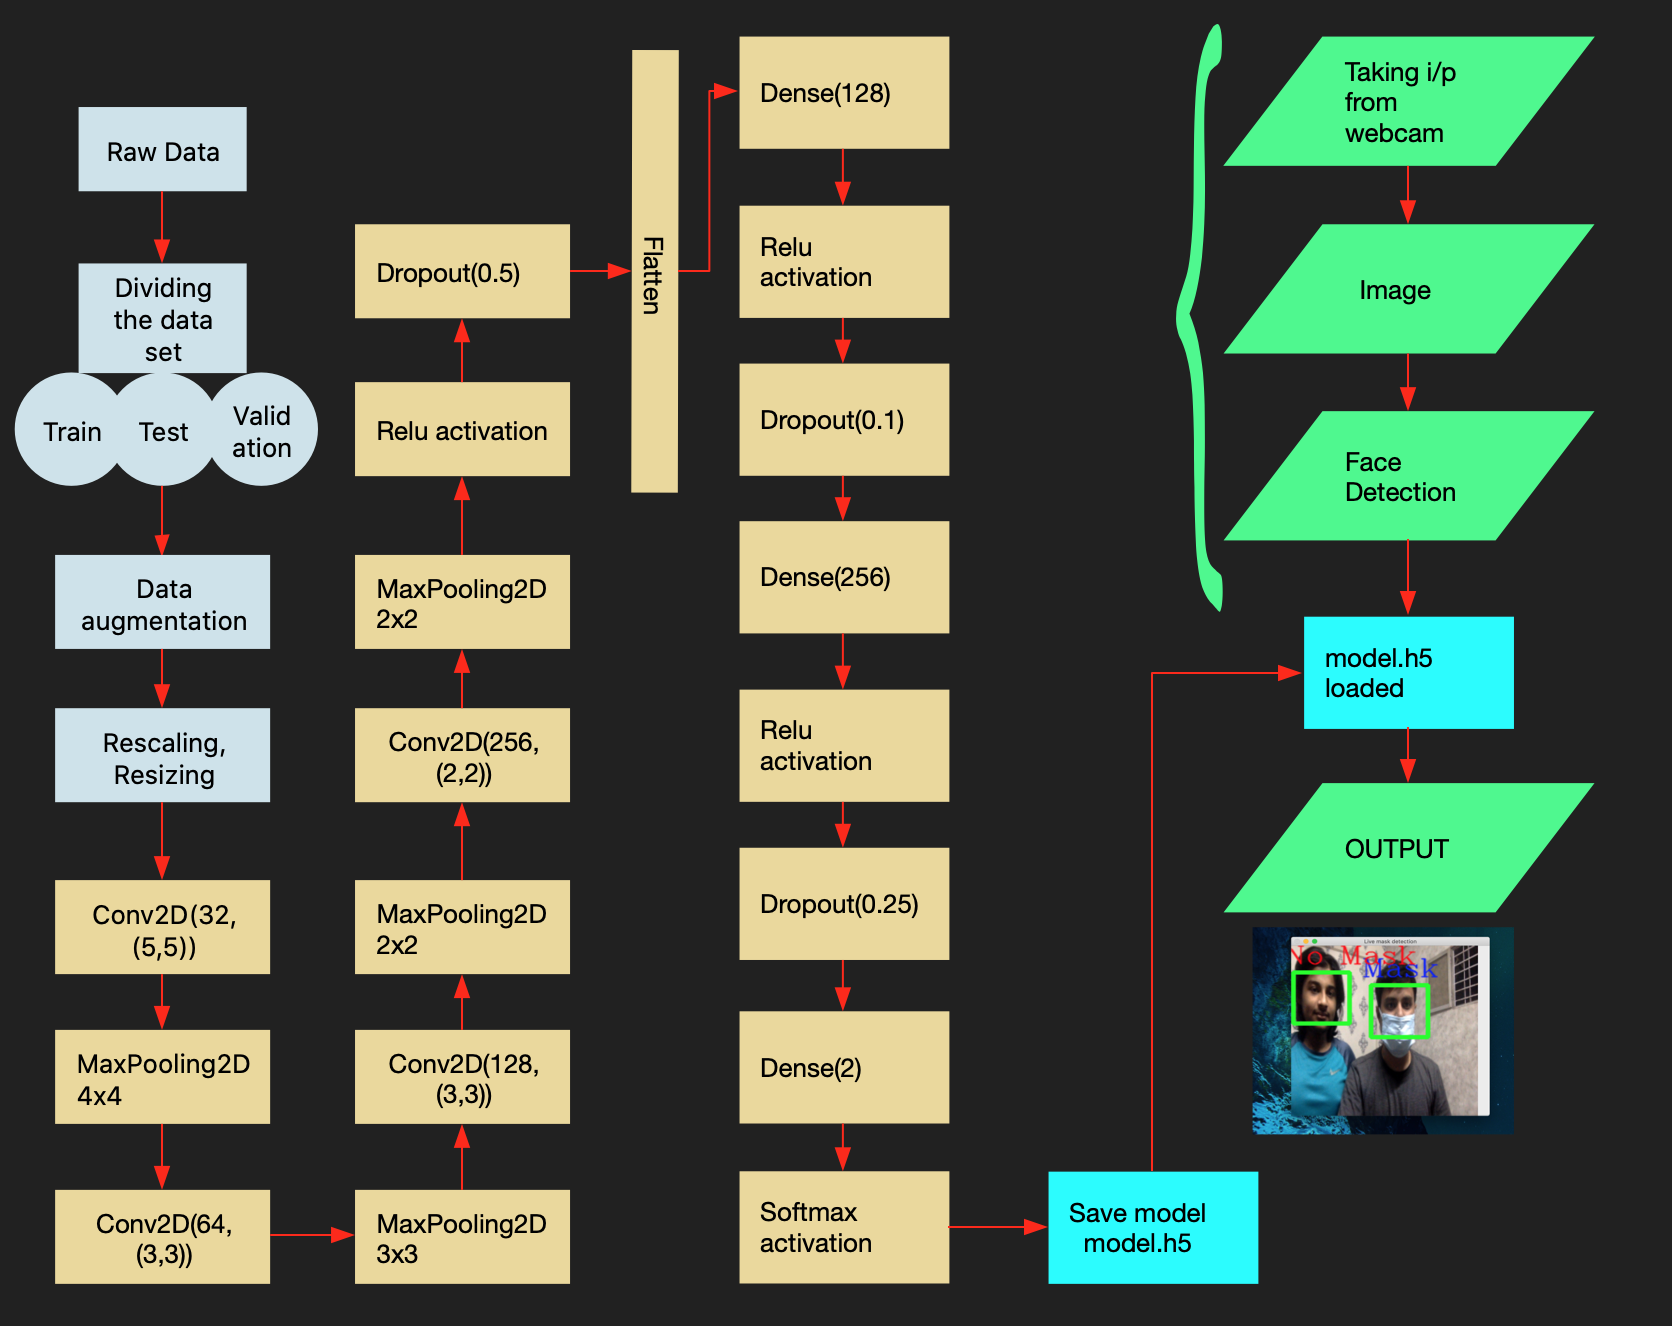 Raw Data
Dividing
the data
set
Train
Test
Valid
ation
Data
augmentation
Rescaling,
Resizing
Conv2D(32,
(5,5))
MaxPooling2D
4x4
Conv2D(64,
(3,3))
MaxPooling2D
3x3
Conv2D(128,
(3,3))
MaxPooling2D
2x2
Conv2D(256,
(2,2))
MaxPooling2D
2x2
Relu activation
Dropout(0.5)
Flatten
Dense(128)
Relu
activation
Dropout(0.1)
Dense(256)
Relu
activation
Dropout(0.25)
Dense(2)
Softmax
activation
Save model
model.h5
Taking i/p
from
webcam
Image
Face
Detection
model.h5
loaded
OUTPUT
Live mask detection
No Mask
Mask